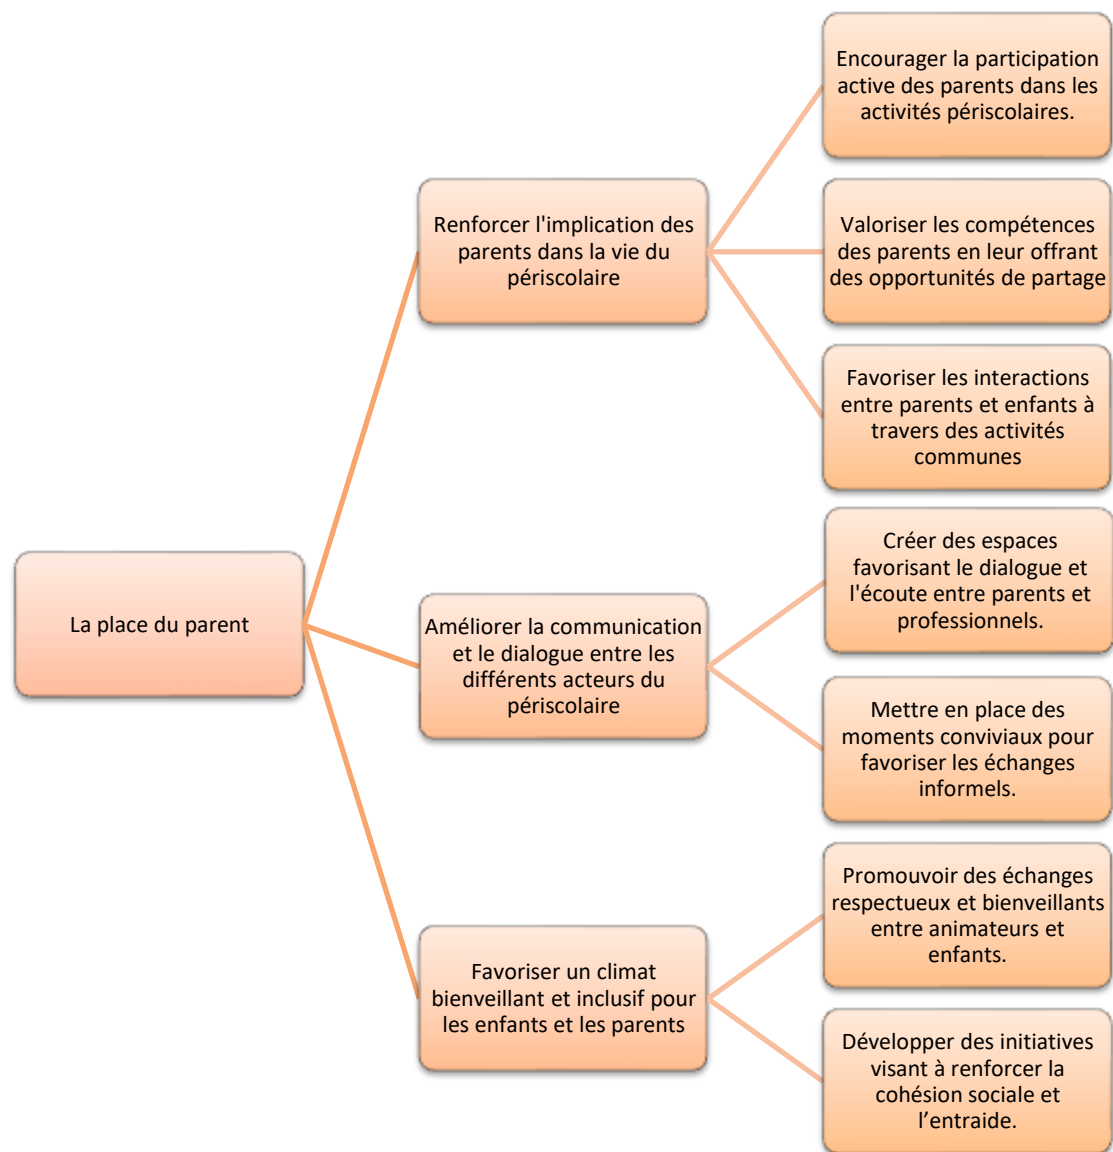 La place du parent
Renforcer l'implication des
parents dans la vie du
périscolaire
Encourager la participation
active des parents dans les
activités périscolaires.
Valoriser les compétences
des parents en leur offrant
des opportunités de partage
Favoriser les interactions
entre parents et enfants à
travers des activités
communes
Améliorer la communication
et le dialogue entre les
différents acteurs du
périscolaire
Créer des espaces
favorisant le dialogue et
l'écoute entre parents et
professionnels.
Mettre en place des
moments conviviaux pour
favoriser les échanges
informels.
Favoriser un climat
bienveillant et inclusif pour
les enfants et les parents
Promouvoir des échanges
respectueux et bienveillants
entre animateurs et
enfants.
Développer des initiatives
visant à renforcer la
cohésion sociale et
l’entraide.